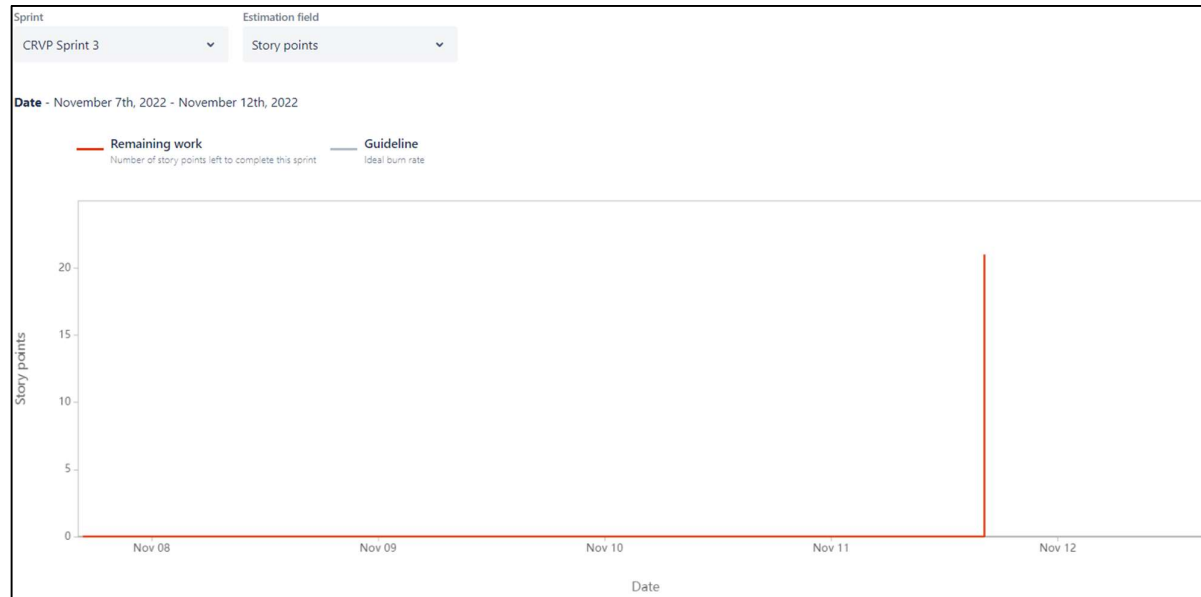 Sprint
Estimation field
CRVP Sprint 3
Story points
Date - November 7th, 2022 - November 12th, 2022
Remaining work
Number of story points left to complete this sprint
Guideline
Ideal burn rate
20
15
10
5
0
Story points
Nov 08
Nov 09
Nov 10
Nov 11
Nov 12
Date